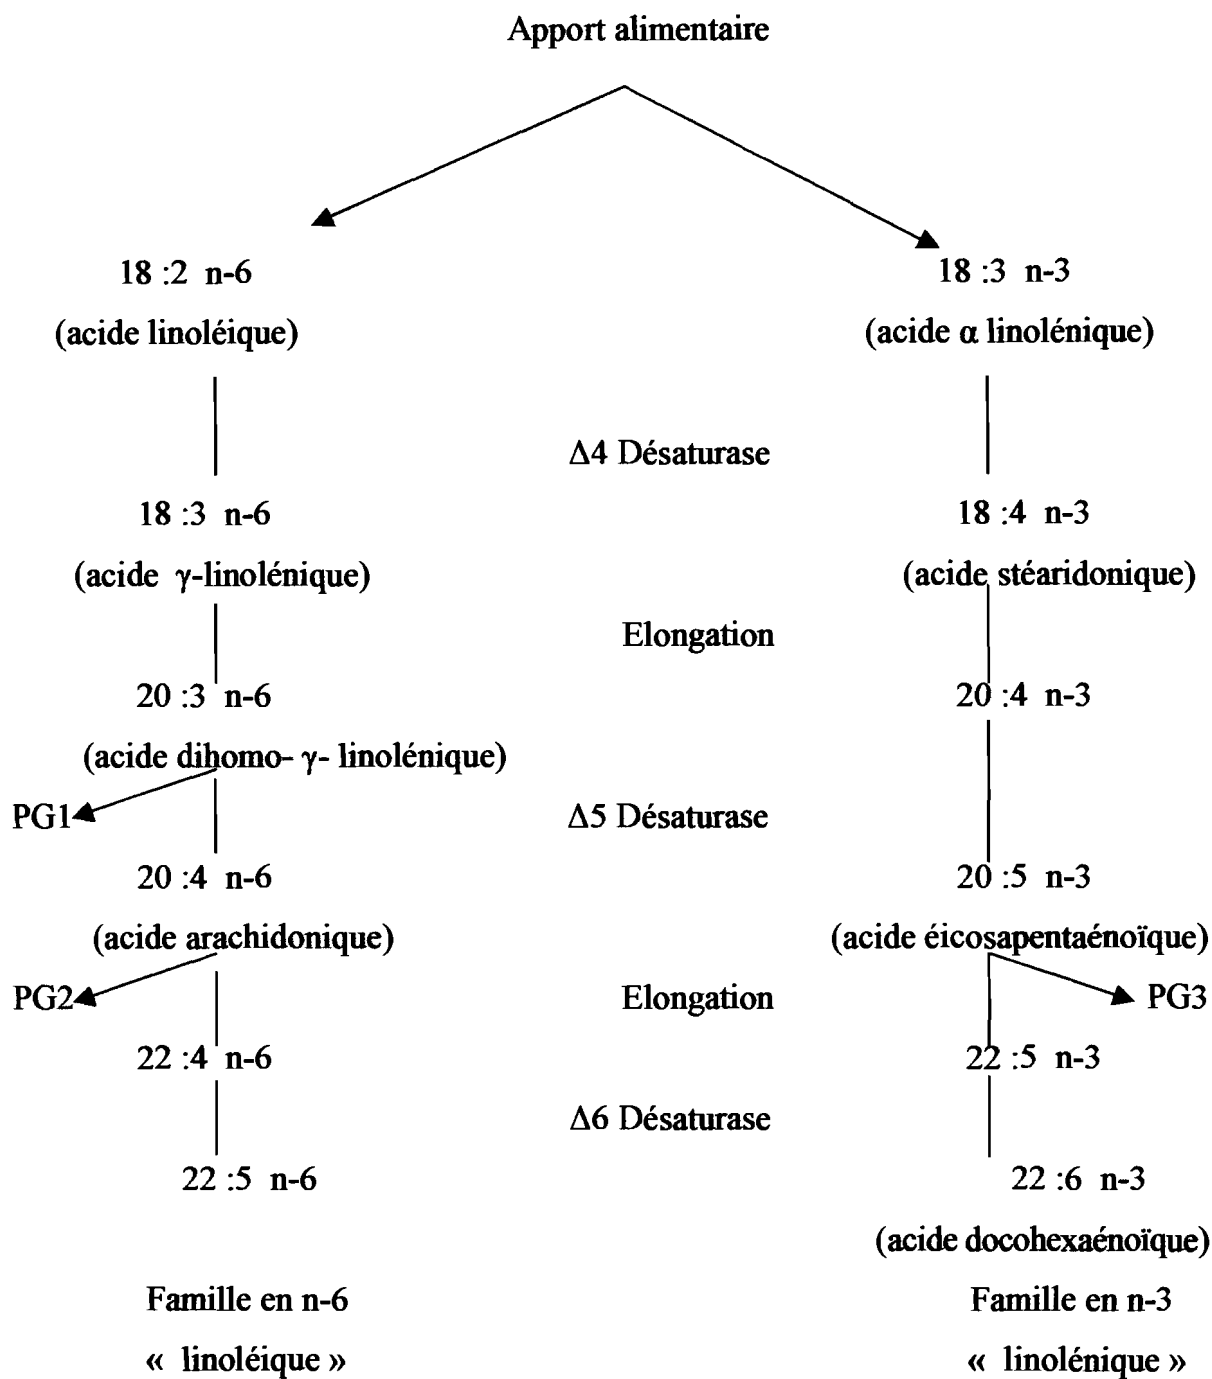 Apport alimentaire
18 :2 n-6 18 :3 n-3
(acide linoléique) (acide α linolénique)
Δ4 Désaturase
18 :3 n-6 18 :4 n-3
(acide γ-linolénique) (acide stéaridonique)
Elongation
20 :3 n-6 20 :4 n-3
(acide dihomo- γ- linolénique)
PG1 Δ5 Désaturase
20 :4 n-6 20 :5 n-3
(acide arachidonique) (acide éicosapentaénoïque)
PG2 Elongation PG3
22 :4 n-6 22 :5 n-3
Δ6 Désaturase
22 :5 n-6 22 :6 n-3
(acide docohexaénoïque)
Famille en n-6 Famille en n-3
« linoléique » « linolénique »